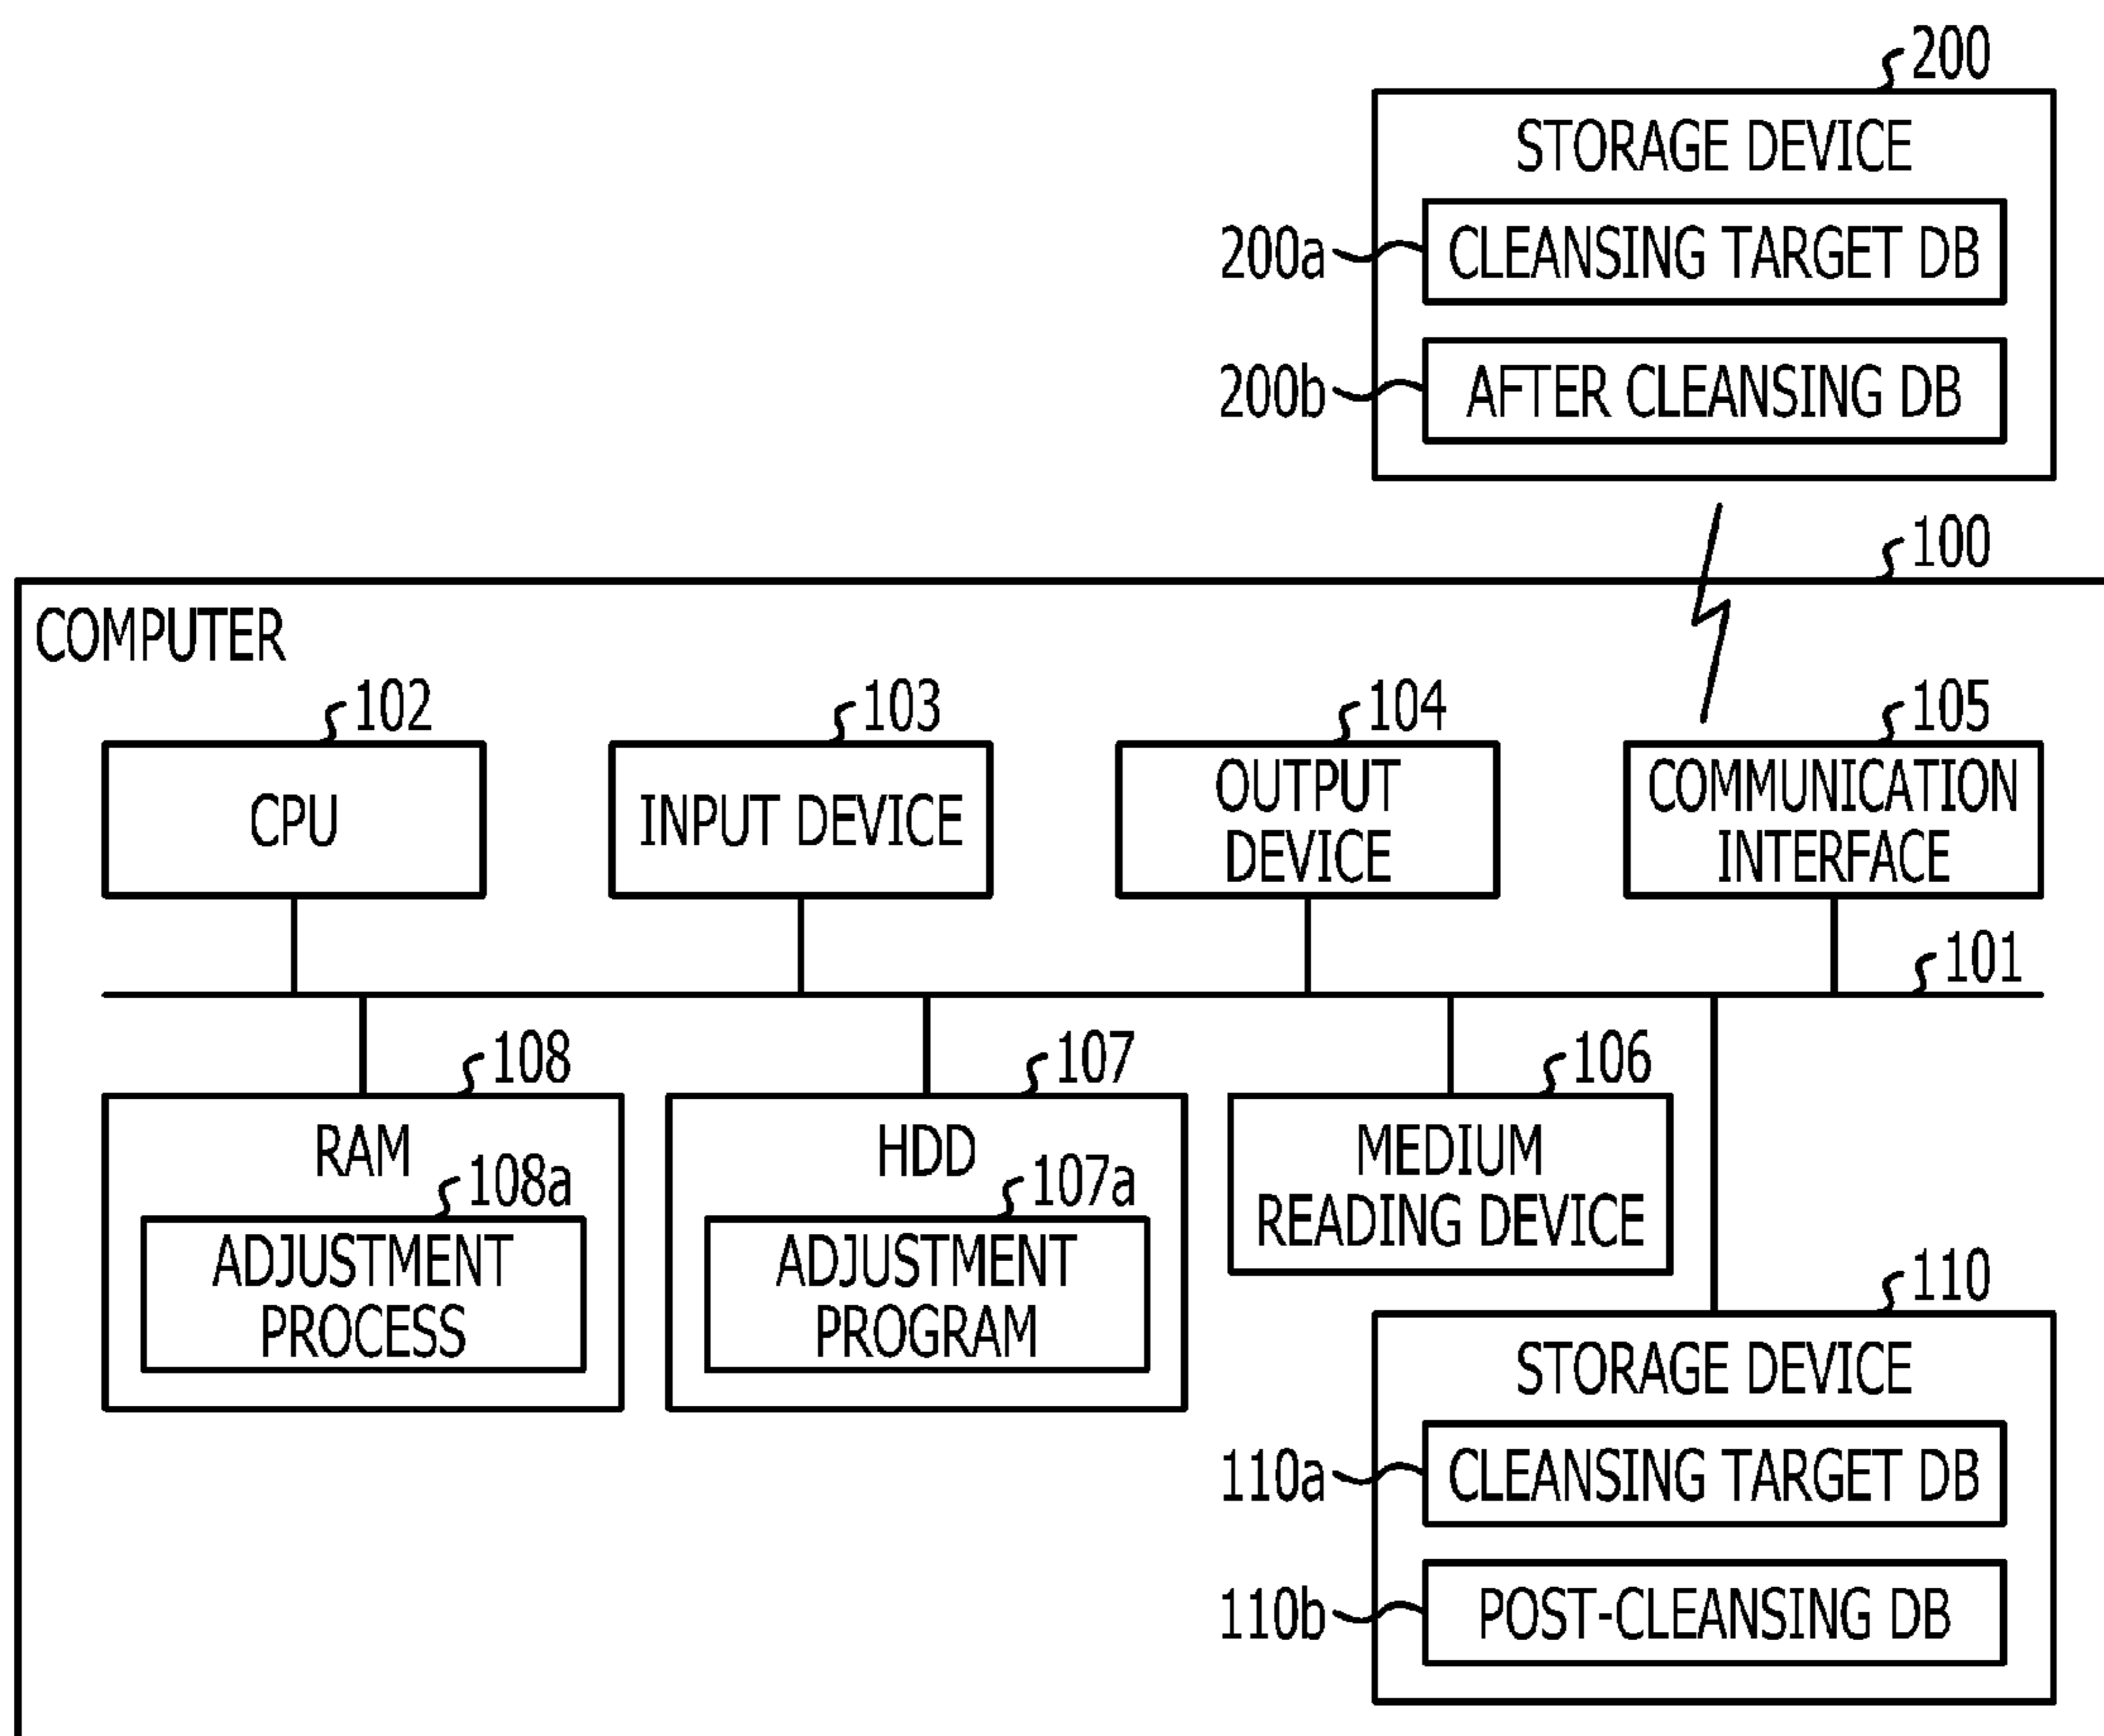 200
STORAGE DEVICE
200a
CLEANSING TARGET DB
200b
AFTER CLEANSING DB
100
COMPUTER
102
103
104
105
CPU
INPUT DEVICE
OUTPUT
DEVICE
COMMUNICATION
INTERFACE
101
108
107
106
RAM
108a
ADJUSTMENT
PROCESS
HDD
107a
ADJUSTMENT
PROGRAM
MEDIUM
READING DEVICE
110
STORAGE DEVICE
110a
CLEANSING TARGET DB
110b
POST-CLEANSING DB